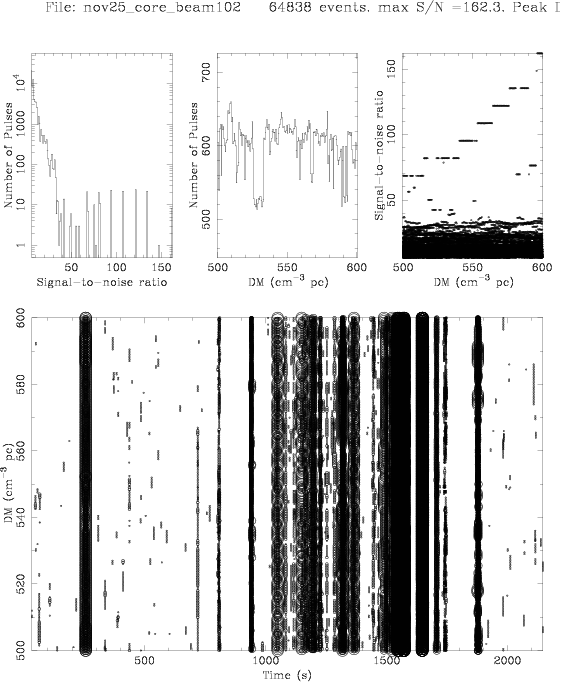 File: nov25_core_beam102 64838 events. max S/N =162.3. Peak
Number of Pulses
10⁴
1000
100
10
1
50 100 150
Signal-to-noise ratio
Number of Pulses
700
600
500
500 550 600
DM (cm⁻³ pc)
Signal-to-noise ratio
150
100
50
500 550 600
DM (cm⁻³ pc)
DM (cm⁻³ pc)
600
580
560
540
520
500
500 1000 1500 2000
Time (s)